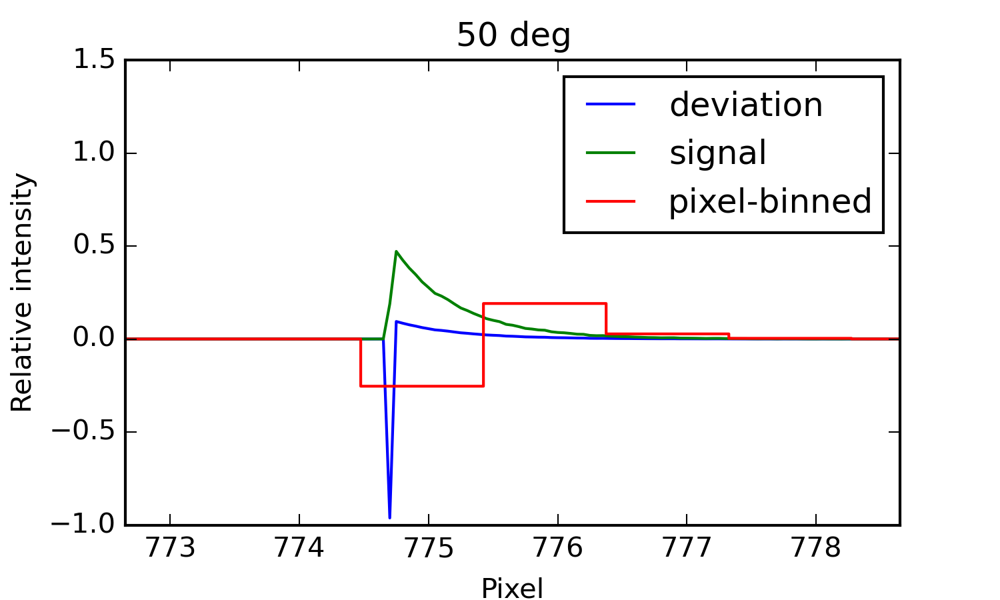 50 deg
1.5
1.0
0.5
0.0
−0.5
−1.0
Relative intensity
deviation
signal
pixel-binned
773 774 775 776 777 778
Pixel